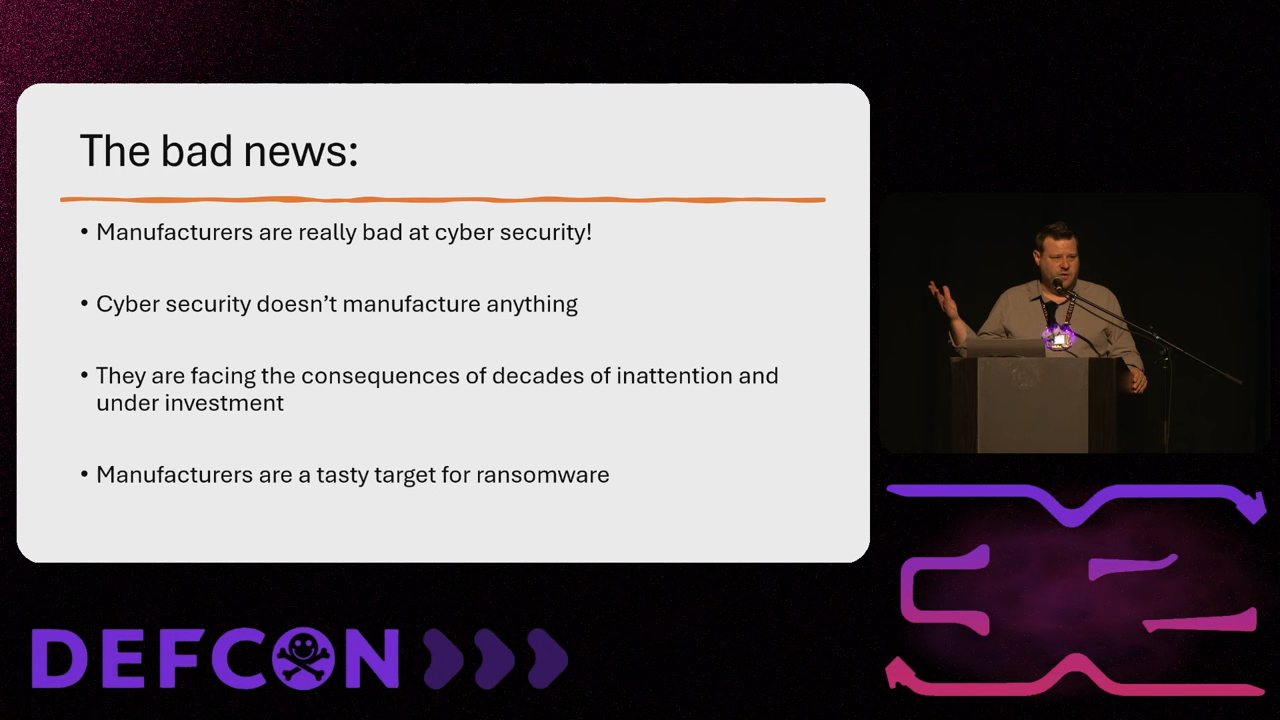 The bad news:
• Manufacturers are really bad at cyber security!
• Cyber security doesn’t manufacture anything
• They are facing the consequences of decades of inattention and
under investment
• Manufacturers are a tasty target for ransomware
DEFCON